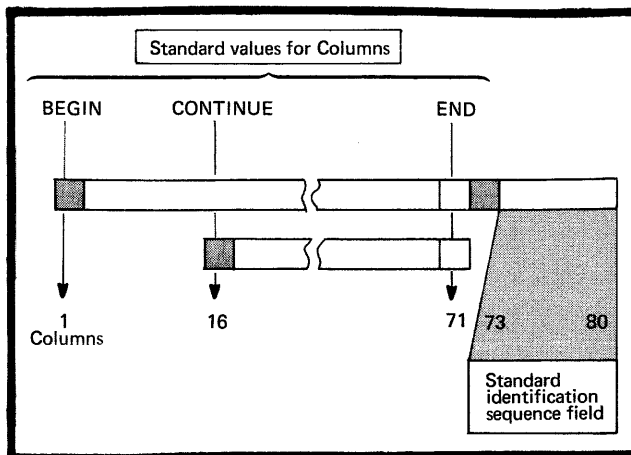 Standard values for Columns
BEGIN CONTINUE END
1 16 71 73 80
Columns
Standard
identification
sequence field